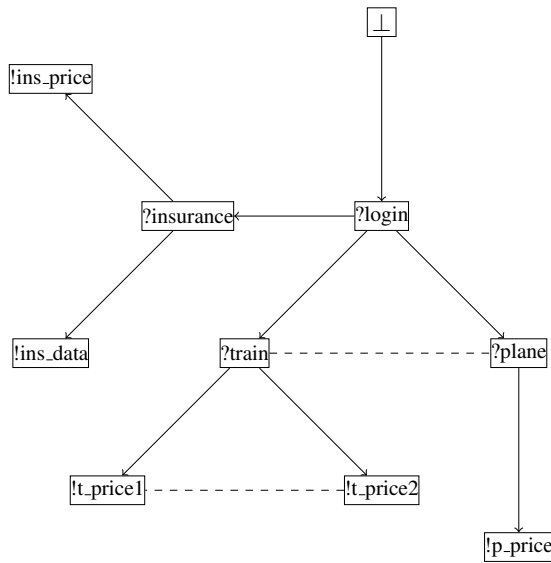 ⊥
!ins_price
?insurance
?login
!ins_data
?train
?plane
!t_price1
!t_price2
!p_price